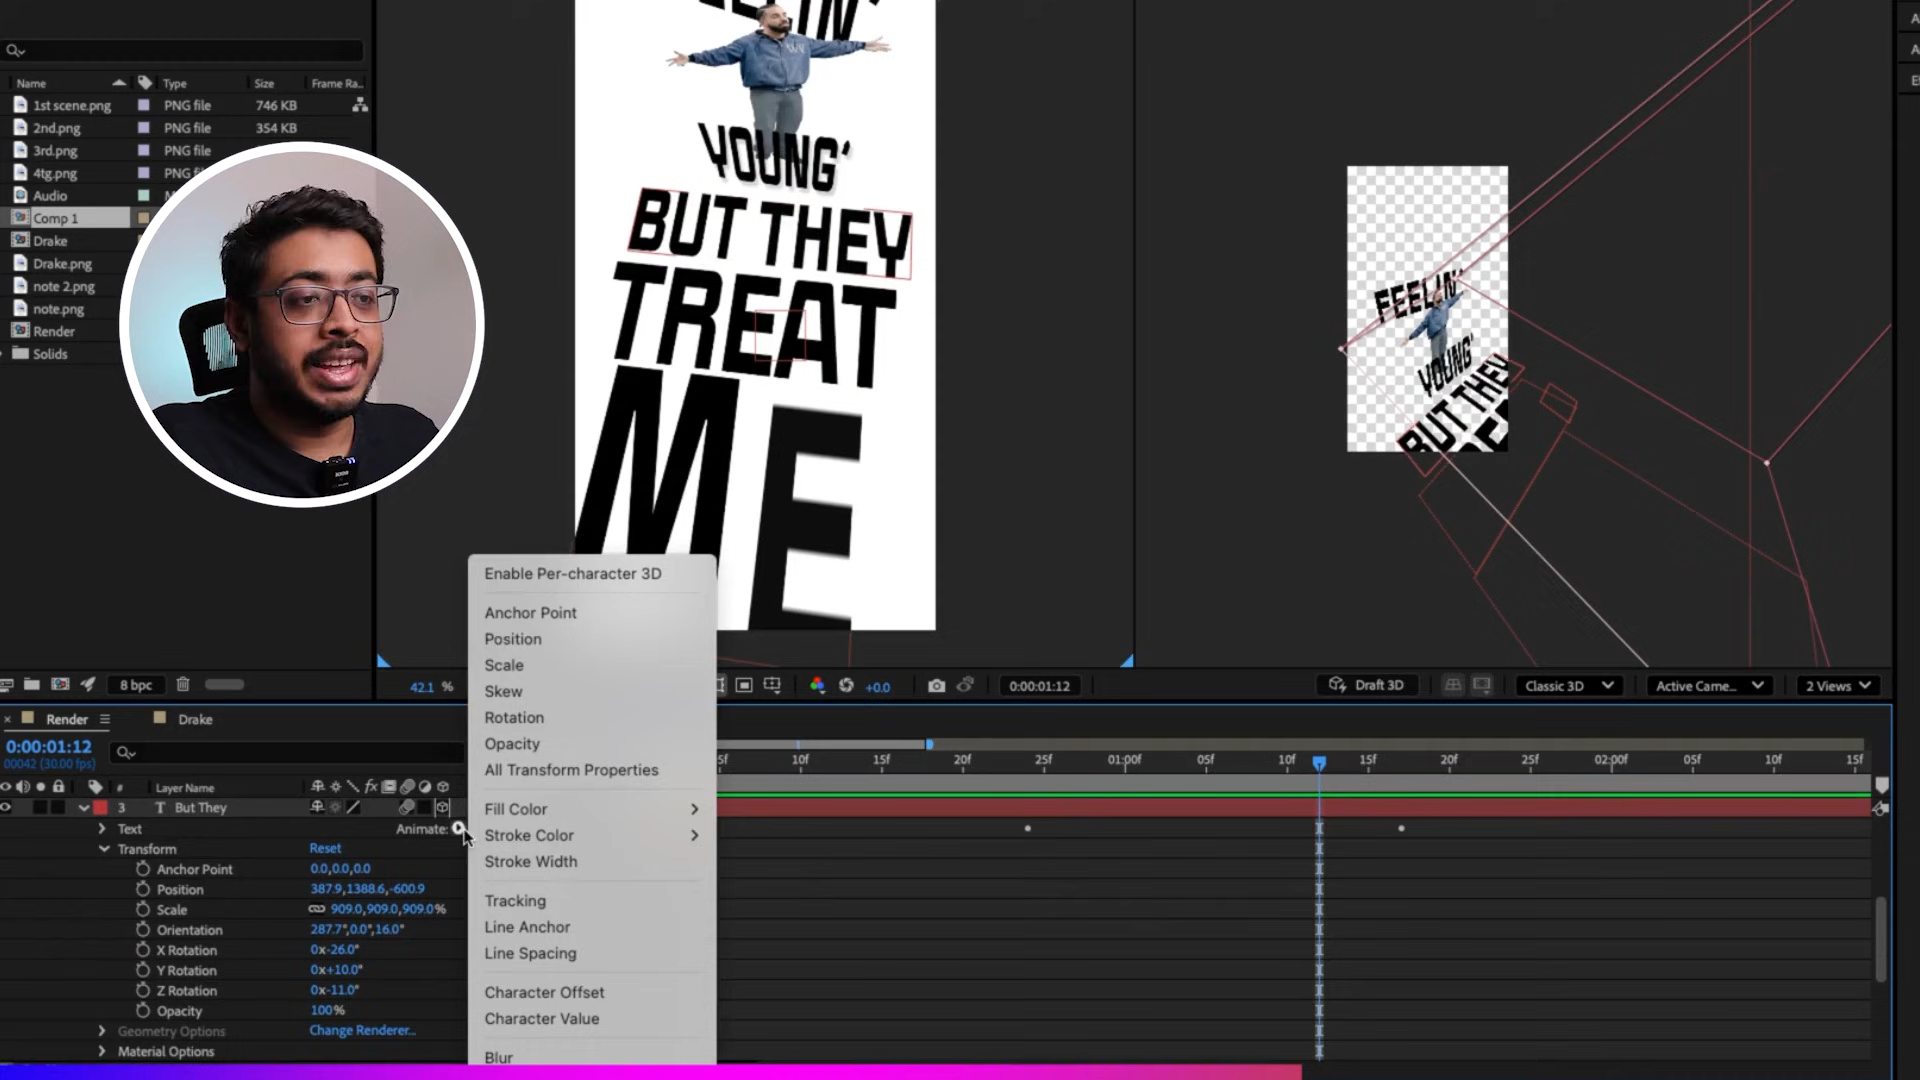 Name Type Size Frame Ra...
1st scene.png PNG file 746 KB
2nd.png PNG file 354 KB
3rd.png PNG file
4tg.png PNG fil
Audio
Comp 1
Drake
Drake.png
note 2.png
note.png
Render
Solids
8 bpc
FEELIN'
YOUNG'
BUT THEY
TREAT
ME
FEELIN'
YOUNG'
BUT THEY
42.1 %
+0.0
0:00:01:12
Draft 3D
Classic 3D
Active Came...
2 Views
Enable Per-character 3D
Anchor Point
Position
Scale
Skew
Rotation
Opacity
All Transform Properties
Fill Color
Stroke Color
Stroke Width
Tracking
Line Anchor
Line Spacing
Character Offset
Character Value
Blur
Render
Drake
0:00:01:12
00042 (30.00 fps)
5f 10f 15f 20f 25f 01:00f 05f 10f 15f 20f 25f 02:00f 05f 10f 15f
# Layer Name
3 T But They
Text Animate:
Transform Reset
Anchor Point 0.0,0.0,0.0
Position 387.9,1388.6,-600.9
Scale 909.0,909.0,909.0%
Orientation 287.7°,0.0°,16.0°
X Rotation 0x-26.0°
Y Rotation 0x+10.0°
Z Rotation 0x-11.0°
Opacity 100%
Geometry Options Change Renderer...
Material Options